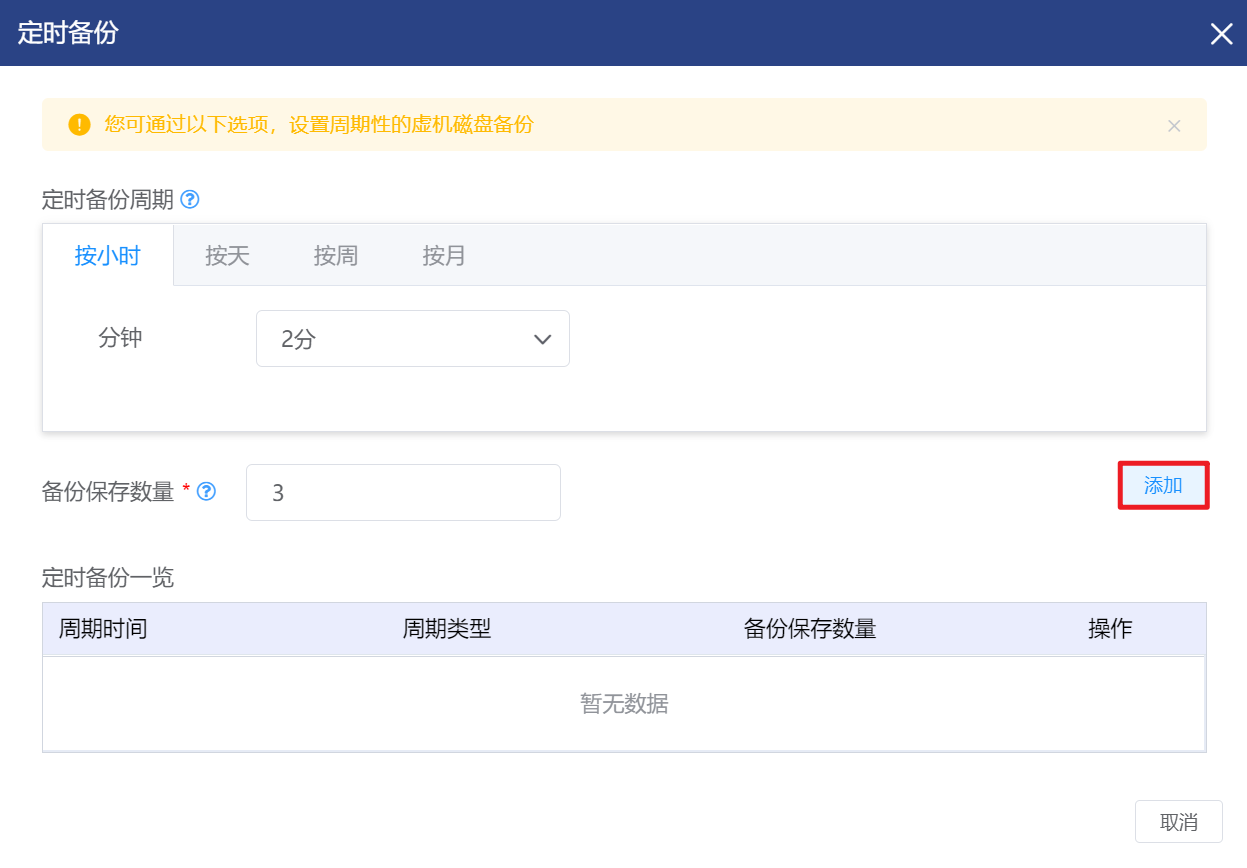 定时备份
您可通过以下选项，设置周期性的虚机磁盘备份
定时备份周期
按小时 按天 按周 按月
分钟 2分
备份保存数量 * 3 添加
定时备份一览
周期时间 周期类型 备份保存数量 操作
暂无数据
取消